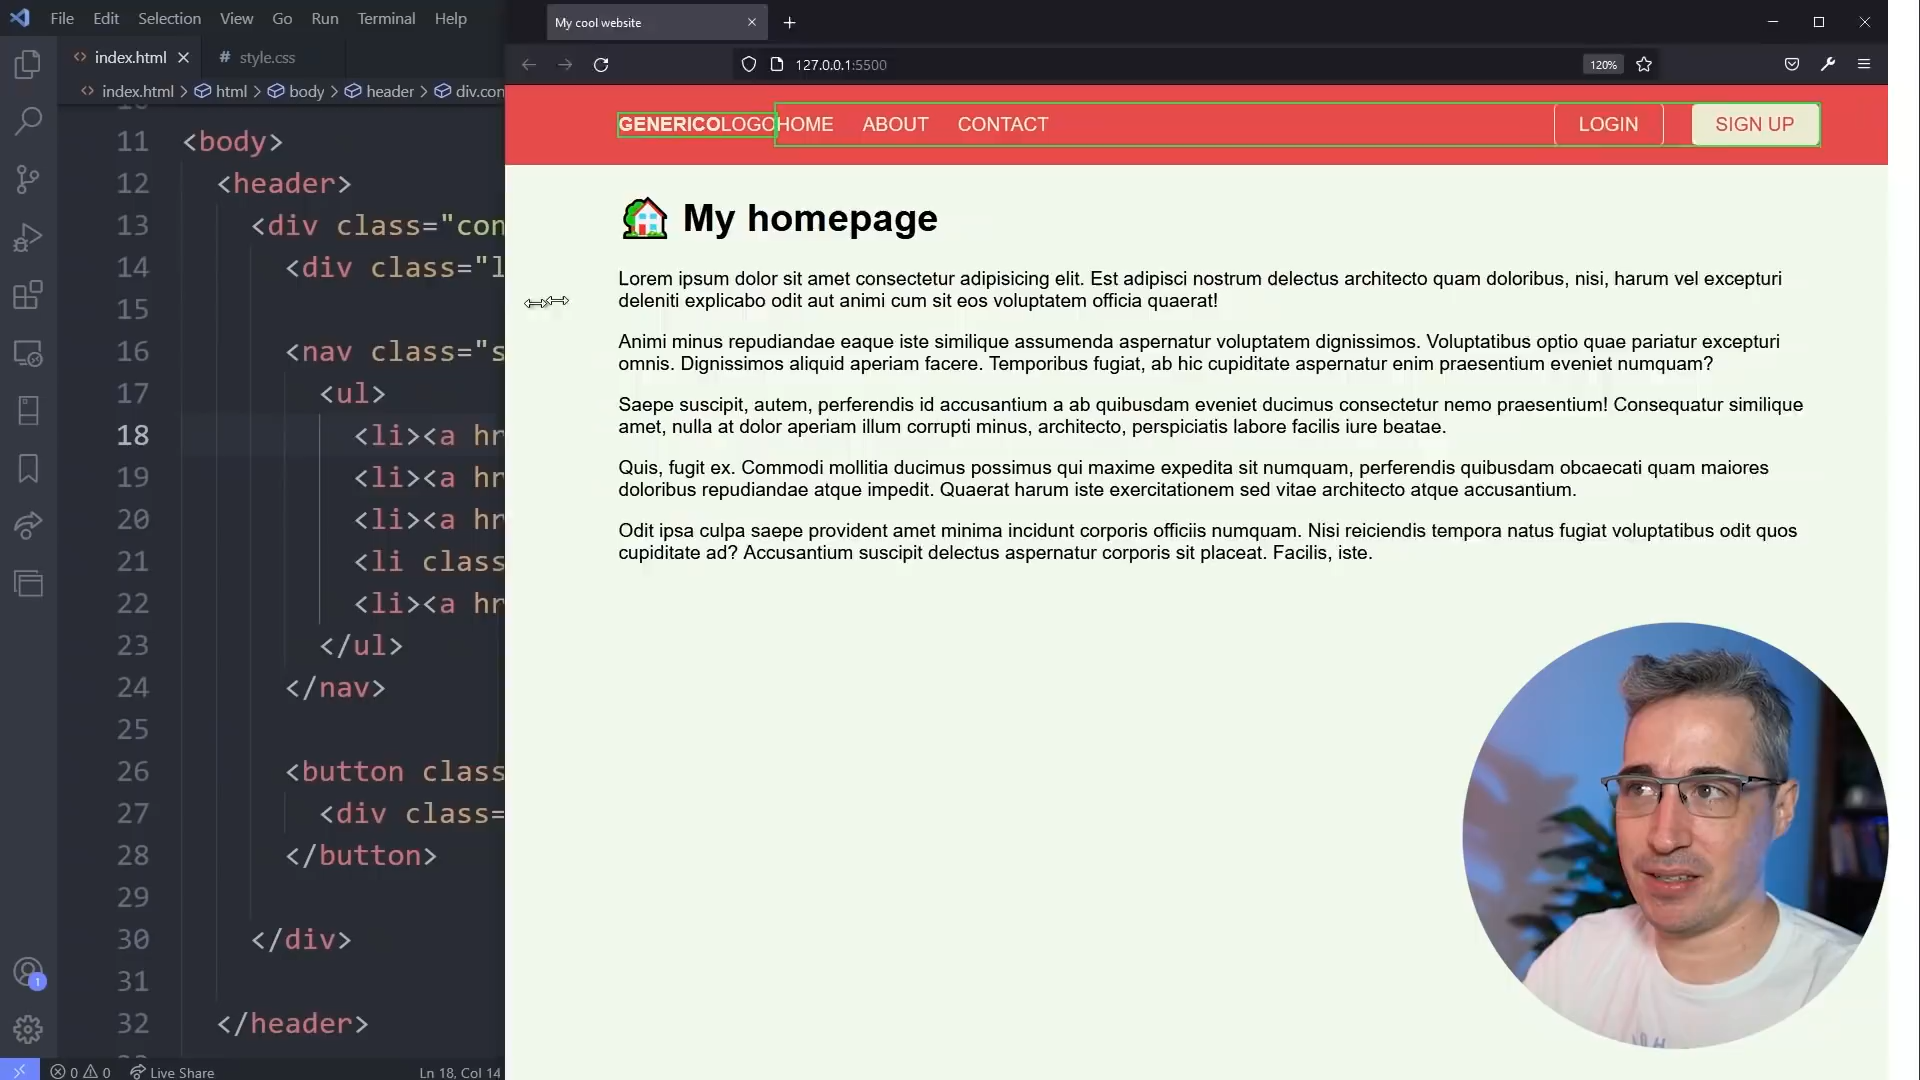 File Edit Selection View Go Run Terminal Help
My cool website
index.html
# style.css
127.0.0.1:5500
120%
index.html > html > body > header > div.con
11 <body>
12 <header>
13 <div class="con
14 <div class="l
15
16 <nav class="s
17 <ul>
18 <li><a hr
19 <li><a hr
20 <li><a hr
21 <li class
22 <li><a hr
23 </ul>
24 </nav>
25
26 <button class
27 <div class=
28 </button>
29
30 </div>
31
32 </header>
GENERICOLOGO HOME ABOUT CONTACT LOGIN SIGN UP
My homepage
Lorem ipsum dolor sit amet consectetur adipisicing elit. Est adipisci nostrum delectus architecto quam doloribus, nisi, harum vel excepturi
deleniti explicabo odit aut animi cum sit eos voluptatem officia quaerat!
Animi minus repudiandae eaque iste similique assumenda aspernatur voluptatem dignissimos. Voluptatibus optio quae pariatur excepturi
omnis. Dignissimos aliquid aperiam facere. Temporibus fugiat, ab hic cupiditate aspernatur enim praesentium eveniet numquam?
Saepe suscipit, autem, perferendis id accusantium a ab quibusdam eveniet ducimus consectetur nemo praesentium! Consequatur similique
amet, nulla at dolor aperiam illum corrupti minus, architecto, perspiciatis labore facilis iure beatae.
Quis, fugit ex. Commodi mollitia ducimus possimus qui maxime expedita sit numquam, perferendis quibusdam obcaecati quam maiores
doloribus repudiandae atque impedit. Quaerat harum iste exercitationem sed vitae architecto atque accusantium.
Odit ipsa culpa saepe provident amet minima incidunt corporis officiis numquam. Nisi reiciendis tempora natus fugiat voluptatibus odit quos
cupiditate ad? Accusantium suscipit delectus aspernatur corporis sit placeat. Facilis, iste.
1
0 0 Live Share Ln 18, Col 14